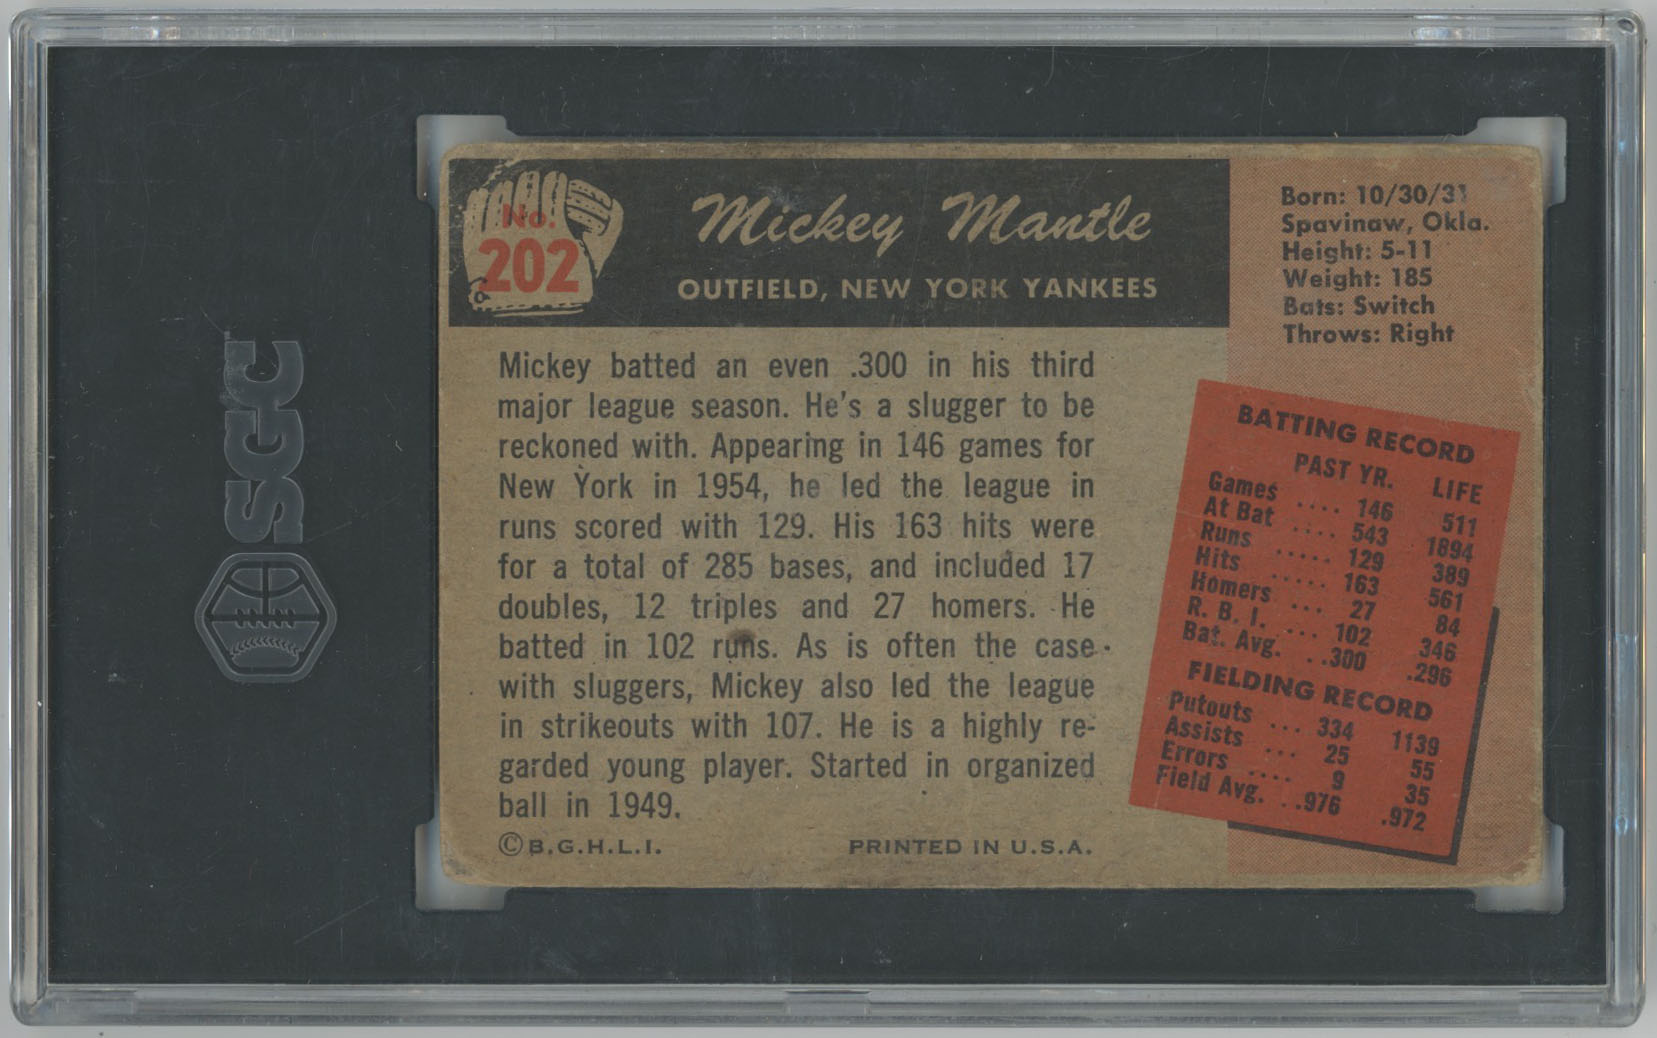 SGC
No.
202
Mickey Mantle
OUTFIELD, NEW YORK YANKEES
Born: 10/30/31
Spavinaw, Okla.
Height: 5-11
Weight: 185
Bats: Switch
Throws: Right
Mickey batted an even .300 in his third
major league season. He's a slugger to be
reckoned with. Appearing in 146 games for
New York in 1954, he led the league in
runs scored with 129. His 163 hits were
for a total of 285 bases, and included 17
doubles, 12 triples and 27 homers. He
batted in 102 runs. As is often the case
with sluggers, Mickey also led the league
in strikeouts with 107. He is a highly re-
garded young player. Started in organized
ball in 1949.
© B.G.H.L.I.
PRINTED IN U.S.A.
BATTING RECORD
PAST YR. LIFE
Games .... 146 511
At Bat .... 543 1894
Runs ..... 129 389
Hits ..... 163 561
Homers ... 27 84
R. B. I. .... 102 346
Bat. Avg. . .300 .296
FIELDING RECORD
Putouts ... 334 1139
Assists ... 25 55
Errors .... 9 35
Field Avg. . .976 .972